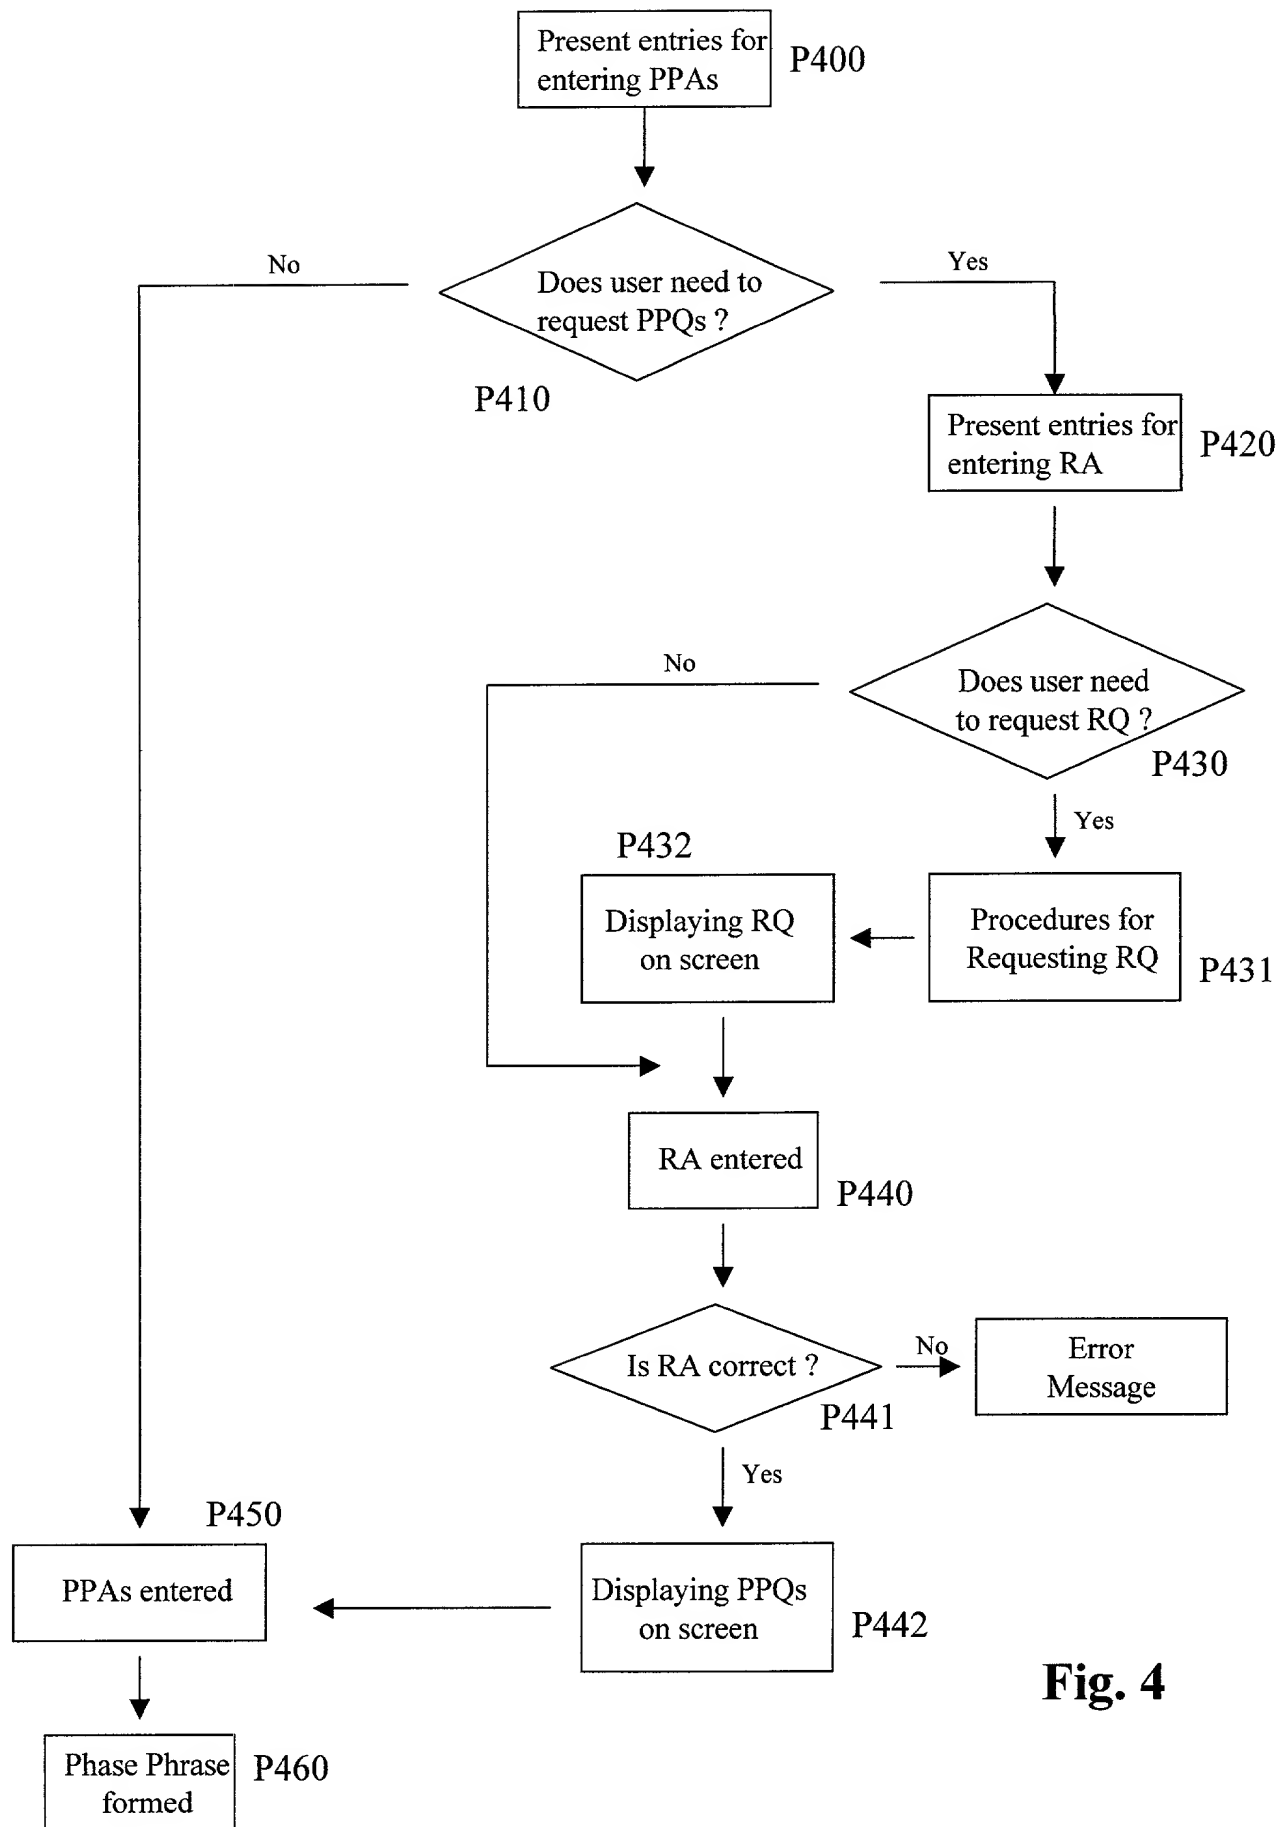 Present entries for
entering PPAs
P400
No
Does user need to
request PPQs ?
Yes
P410
Present entries for
entering RA
P420
No
Does user need
to request RQ ?
P430
Yes
P432
Displaying RQ
on screen
Procedures for
Requesting RQ
P431
RA entered
P440
Is RA correct ?
No
Error
Message
P441
Yes
P450
PPAs entered
Displaying PPQs
on screen
P442
Fig. 4
Phase Phrase
formed
P460